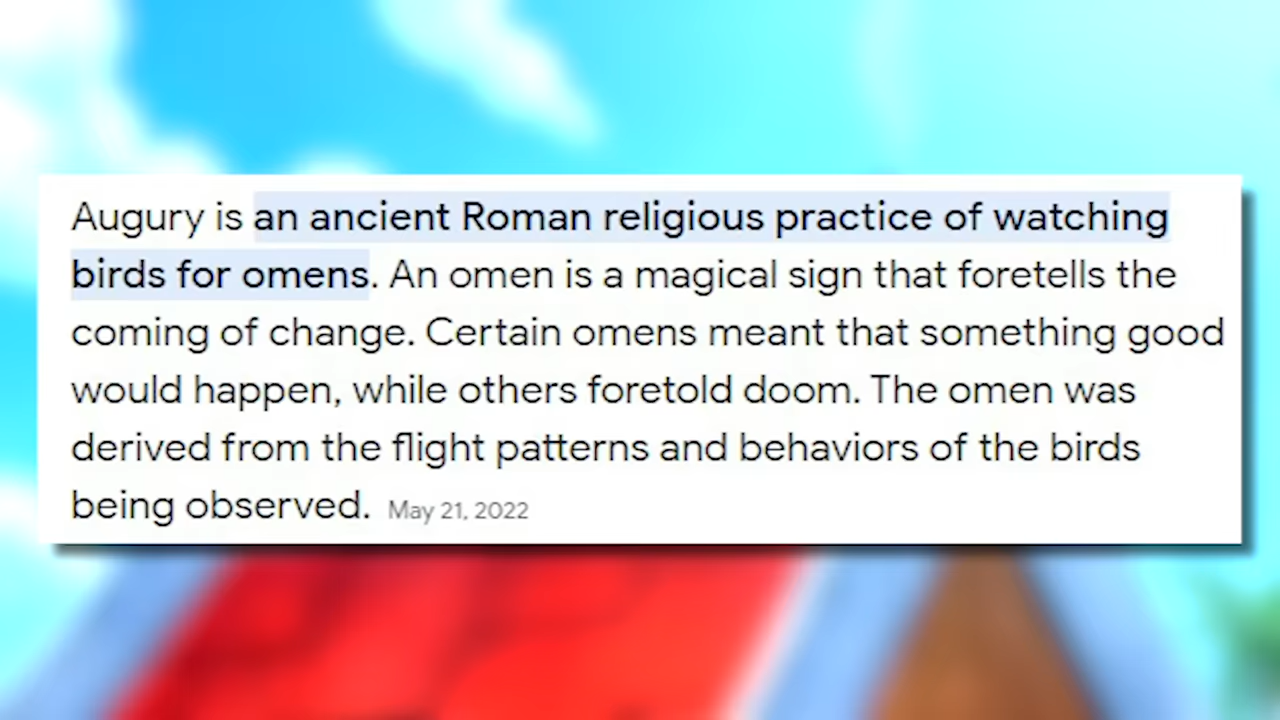 Augury is an ancient Roman religious practice of watching
birds for omens. An omen is a magical sign that foretells the
coming of change. Certain omens meant that something good
would happen, while others foretold doom. The omen was
derived from the flight patterns and behaviors of the birds
being observed. May 21, 2022